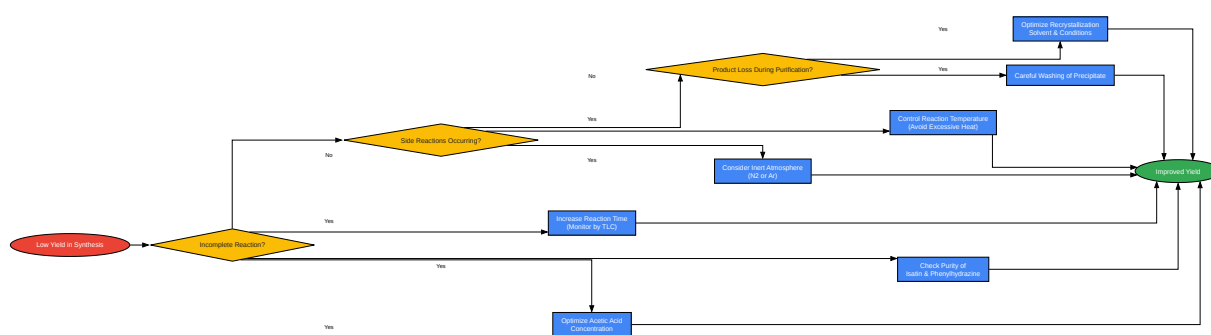 Yes
Optimize Recrystallization
Solvent & Conditions
No
Product Loss During Purification?
Yes
Careful Washing of Precipitate
Yes
Control Reaction Temperature
(Avoid Excessive Heat)
Side Reactions Occurring?
No
Yes
Consider Inert Atmosphere
(N2 or Ar)
Improved Yield
Yes
Increase Reaction Time
(Monitor by TLC)
Low Yield in Synthesis
Incomplete Reaction?
Yes
Check Purity of
Isatin & Phenylhydrazine
Yes
Optimize Acetic Acid
Concentration